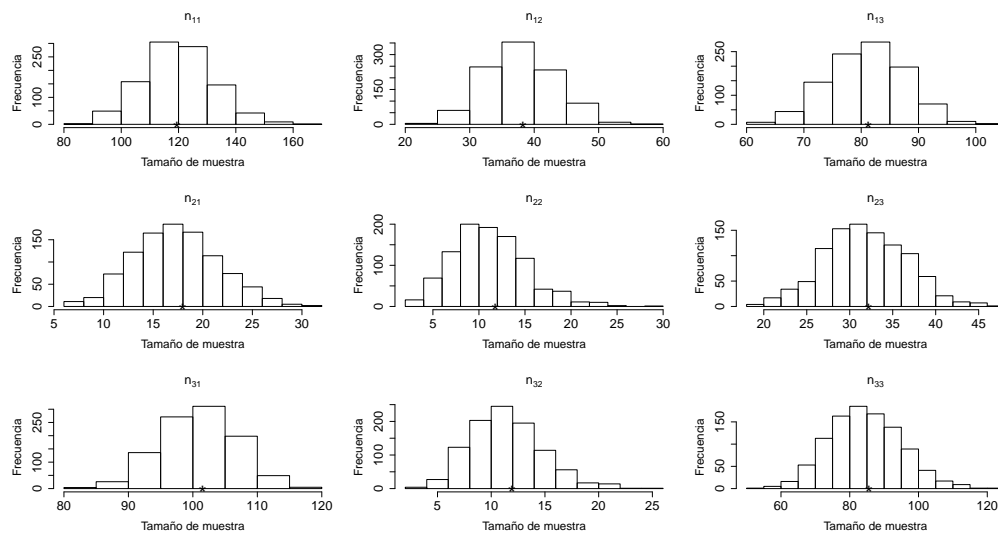 n₁₁
Frecuencia
0 100 250
80 100 120 140 160
Tamaño de muestra
n₁₂
Frecuencia
0 150 300
20 30 40 50 60
Tamaño de muestra
n₁₃
Frecuencia
0 100 250
60 70 80 90 100
Tamaño de muestra
n₂₁
Frecuencia
0 50 150
5 10 15 20 25 30
Tamaño de muestra
n₂₂
Frecuencia
0 100 200
5 10 15 20 25 30
Tamaño de muestra
n₂₃
Frecuencia
0 50 150
20 25 30 35 40 45
Tamaño de muestra
n₃₁
Frecuencia
0 100 250
80 90 100 110 120
Tamaño de muestra
n₃₂
Frecuencia
0 100 200
5 10 15 20 25
Tamaño de muestra
n₃₃
Frecuencia
0 50 150
60 80 100 120
Tamaño de muestra